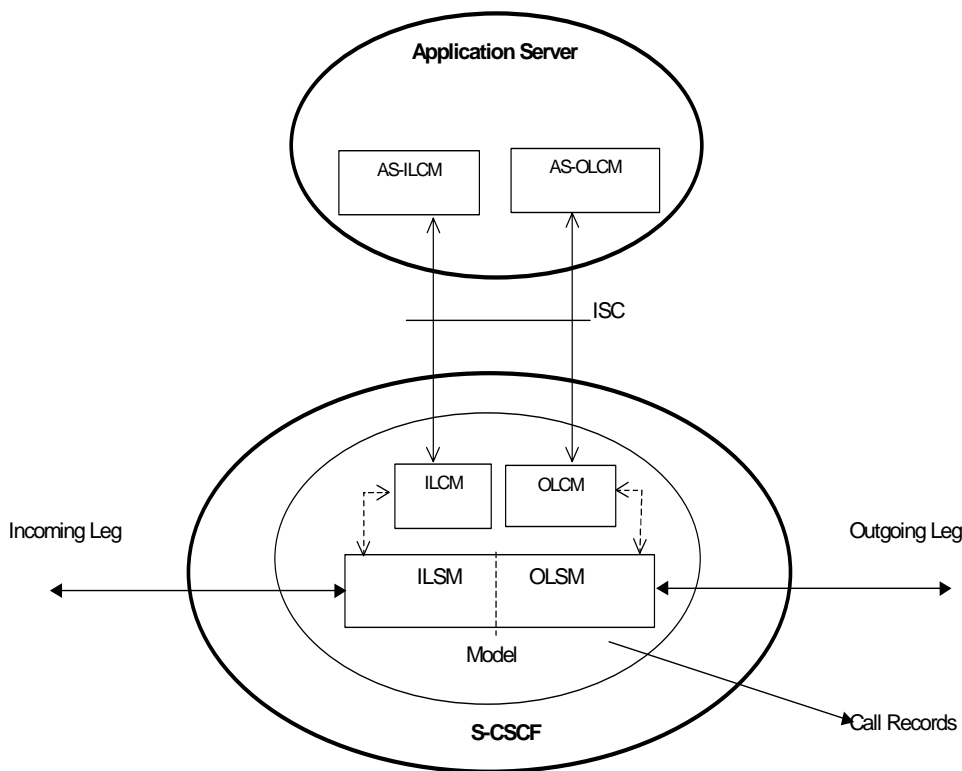 Application Server
AS-ILCM
AS-OLCM
ISC
ILCM
OLCM
Incoming Leg
Outgoing Leg
ILSM
OLSM
Model
S-CSCF
Call Records